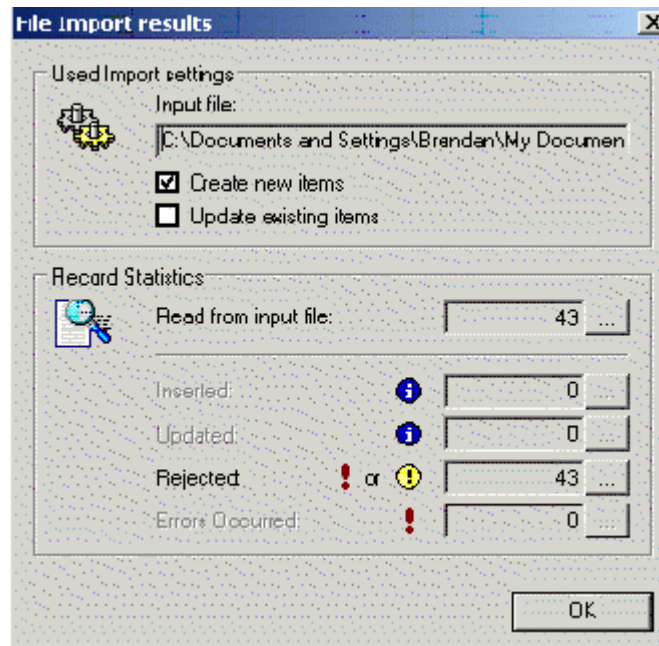 File Import results
Used Import settings
Input file:
C:\Documents and Settings\Brendan\My Documen
Create new items
Update existing items
Record Statistics
Read from input file: 43 ...
Inserted: 0 ...
Updated: 0 ...
Rejected: ! or ! 43 ...
Errors Occurred: ! 0 ...
OK